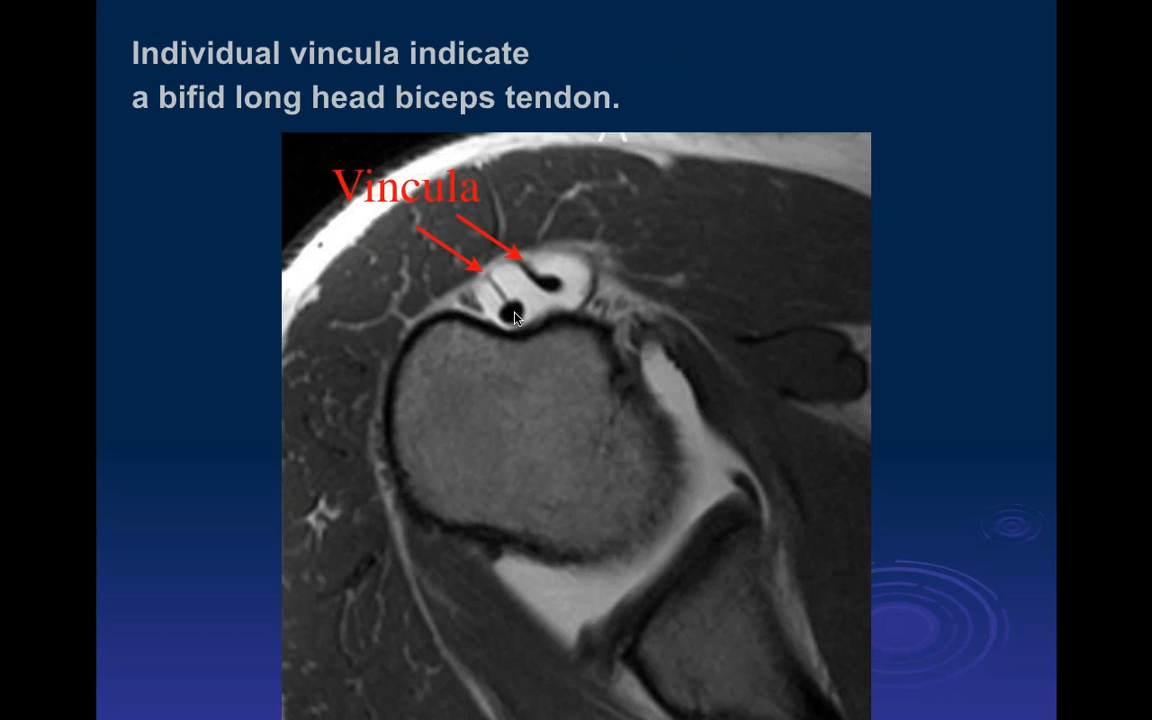 Individual vincula indicate
a bifid long head biceps tendon.
Vincula